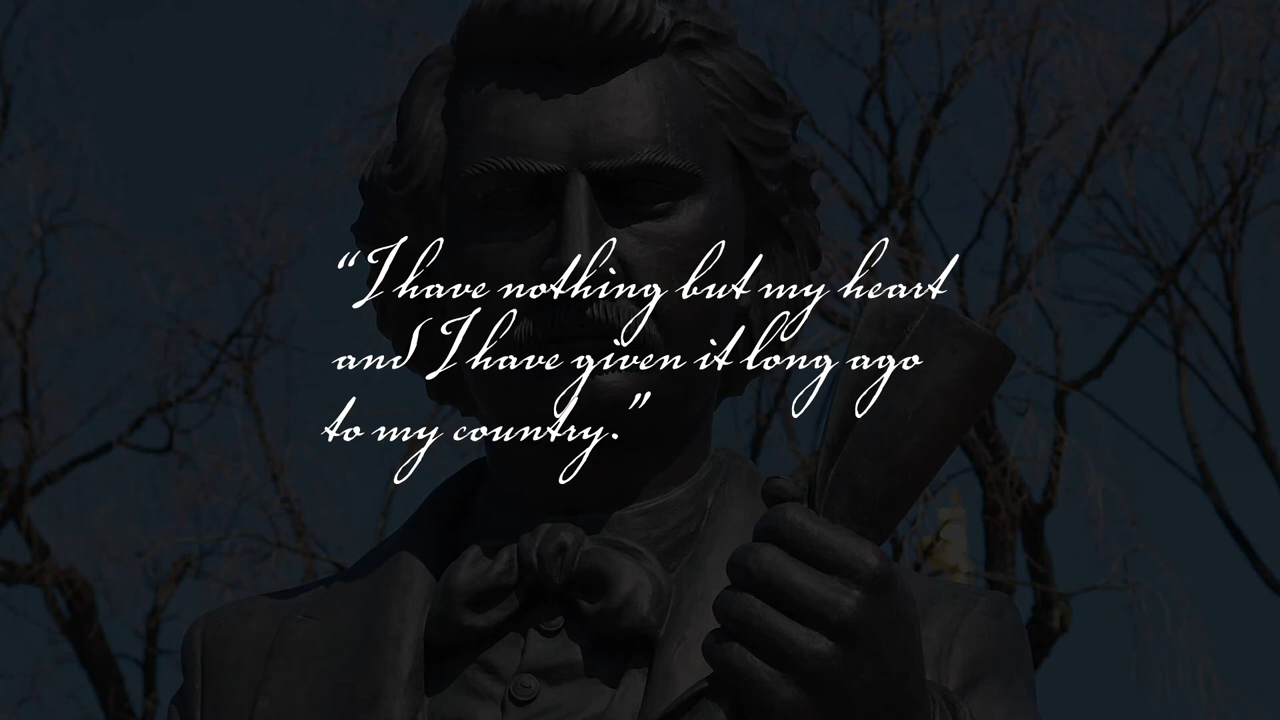 “I have nothing but my heart
and I have given it long ago
to my country.”